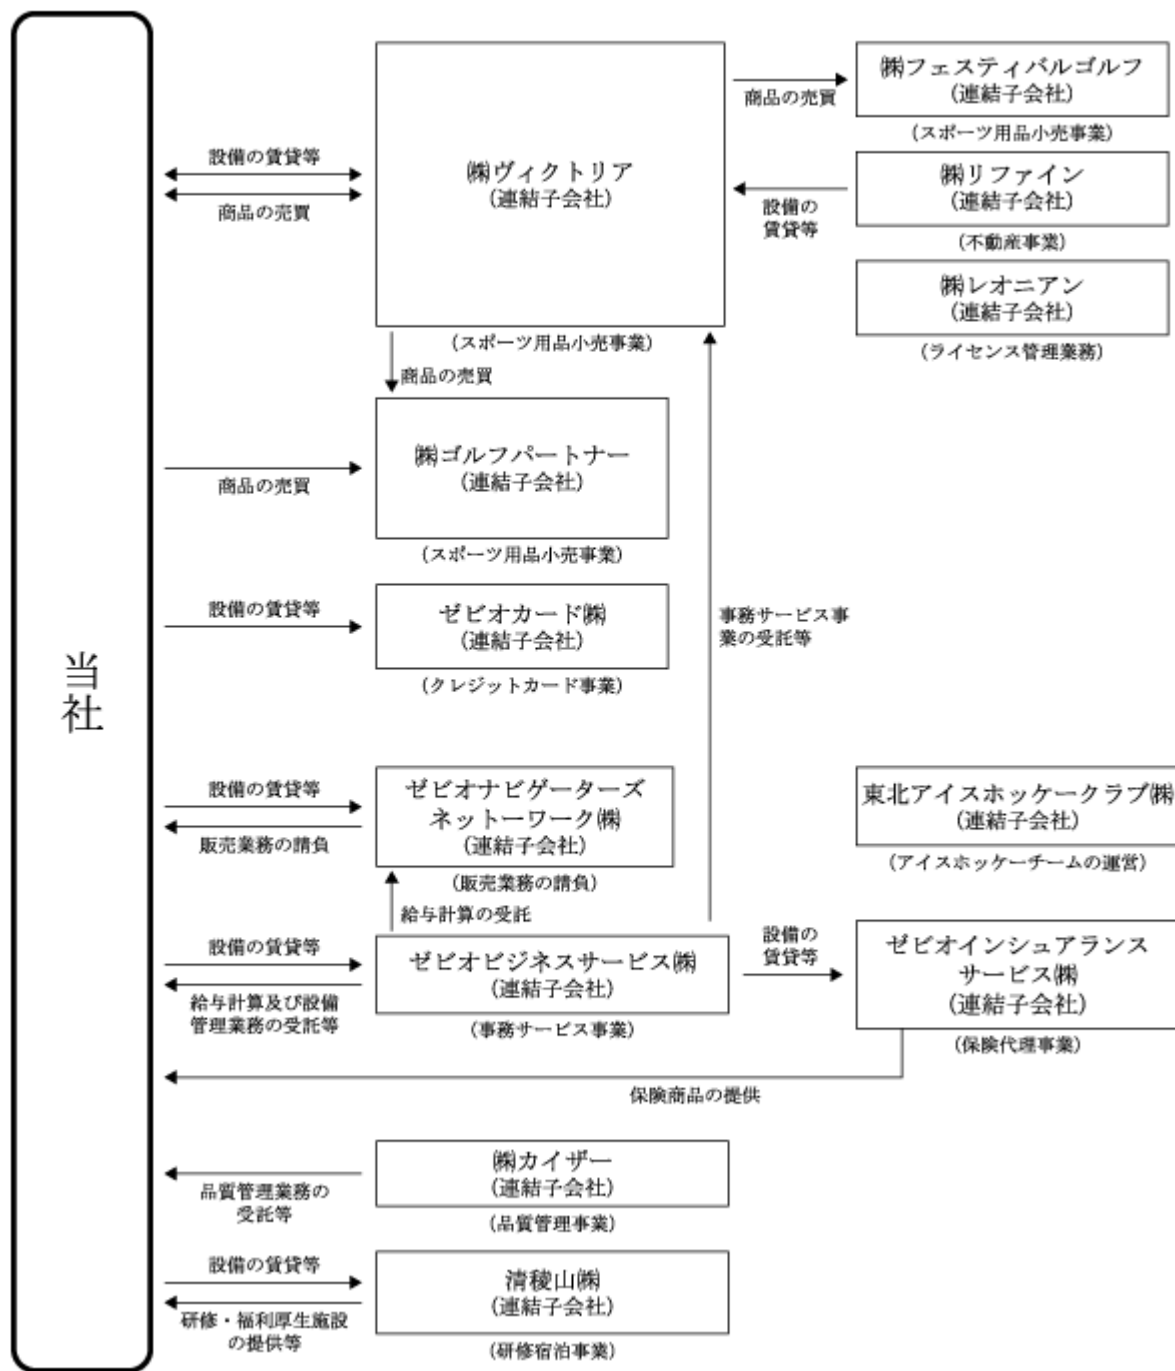 当
社
設備の賃貸等
商品の売買
㈱ヴィクトリア
(連結子会社)
(スポーツ用品小売事業)
商品の売買
㈱フェスティバルゴルフ
(連結子会社)
(スポーツ用品小売事業)
設備の
賃貸等
㈱リファイン
(連結子会社)
(不動産事業)
㈱レオニアン
(連結子会社)
(ライセンス管理業務)
商品の売買
商品の売買
㈱ゴルフパートナー
(連結子会社)
(スポーツ用品小売事業)
設備の賃貸等
ゼビオカード㈱
(連結子会社)
(クレジットカード事業)
事務サービス事
業の受託等
設備の賃貸等
販売業務の請負
ゼビオナビゲーターズ
ネットーワーク㈱
(連結子会社)
(販売業務の請負)
東北アイスホッケークラブ㈱
(連結子会社)
(アイスホッケーチームの運営)
給与計算の受託
設備の賃貸等
給与計算及び設備
管理業務の受託等
ゼビオビジネスサービス㈱
(連結子会社)
(事務サービス事業)
設備の
賃貸等
ゼビオインシュアランス
サービス㈱
(連結子会社)
(保険代理事業)
保険商品の提供
品質管理業務の
受託等
㈱カイザー
(連結子会社)
(品質管理事業)
設備の賃貸等
研修・福利厚生施設
の提供等
清稜山㈱
(連結子会社)
(研修宿泊事業)